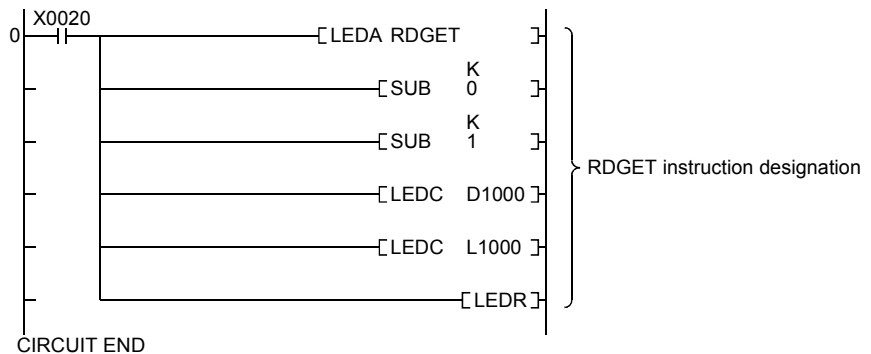 X0020
0 LEDA RDGET
K
SUB 0
K
SUB 1
RDGET instruction designation
LEDC D1000
LEDC L1000
LEDR
CIRCUIT END